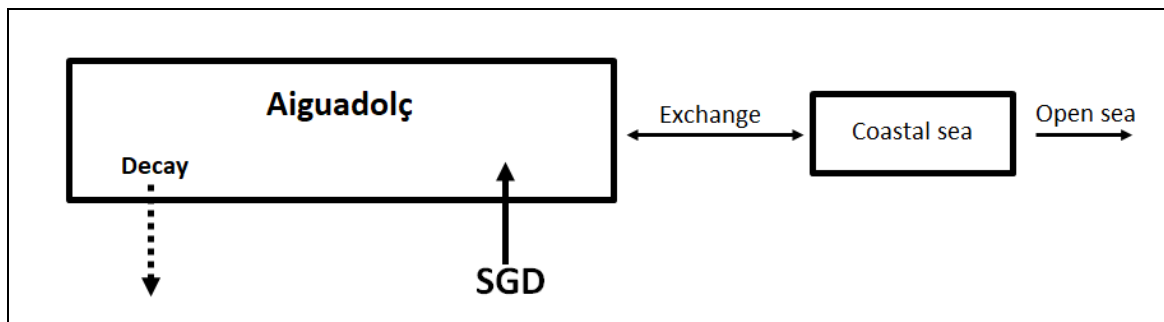 Aiguadolç
Exchange
Open sea
Coastal sea
Decay
SGD